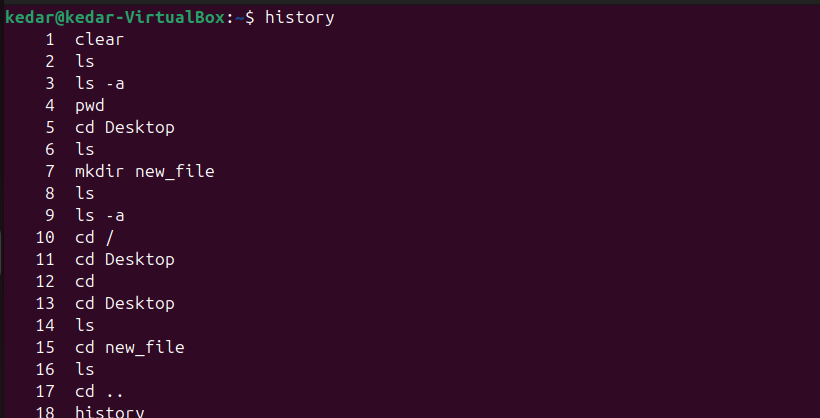 kedar@kedar-VirtualBox:~$ history
1 clear
2 ls
3 ls -a
4 pwd
5 cd Desktop
6 ls
7 mkdir new_file
8 ls
9 ls -a
10 cd /
11 cd Desktop
12 cd
13 cd Desktop
14 ls
15 cd new_file
16 ls
17 cd ..
18 history